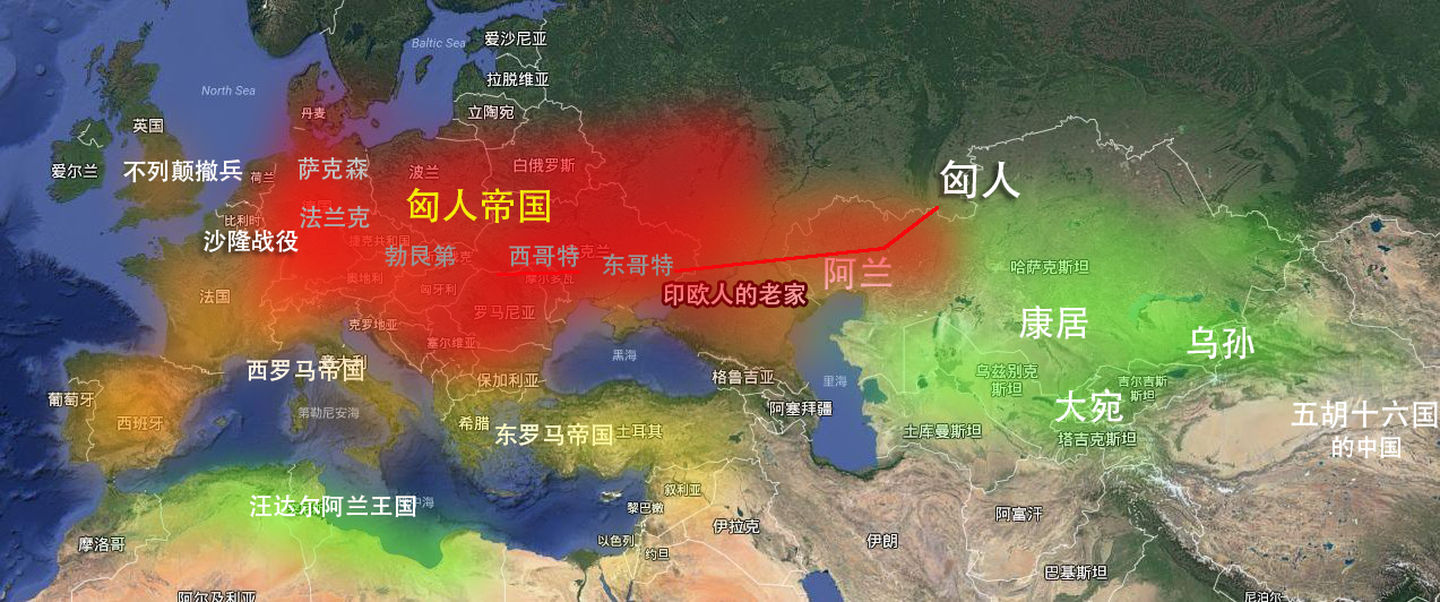 Baltic Sea
爱沙尼亚
拉脱维亚
North Sea
丹麦
立陶宛
英国
爱尔兰
不列颠撤兵
荷兰
萨克森
波兰
白俄罗斯
匈人
匈人帝国
比利时
法兰克
沙隆战役
捷克共和国
勃艮第
西哥特
东哥特
克兰
阿兰
哈萨克斯坦
奥地利
匈牙利
摩尔多瓦
印欧人的老家
法国
罗马尼亚
克罗地亚
塞尔维亚
康居
乌孙
黑海
西罗马帝国
意大利
保加利亚
格鲁吉亚
里海
乌兹别克
斯坦
吉尔吉斯
斯坦
葡萄牙
西班牙
第勒尼安海
阿塞拜疆
大宛
五胡十六国
的中国
希腊
东罗马帝国
土耳其
土库曼斯坦
塔吉克斯坦
叙利亚
汪达尔阿兰王国
中海
黎巴嫩
伊拉克
阿富汗
摩洛哥
以色列
约旦
伊朗
巴基斯坦
阿尔及利亚
尼泊尔